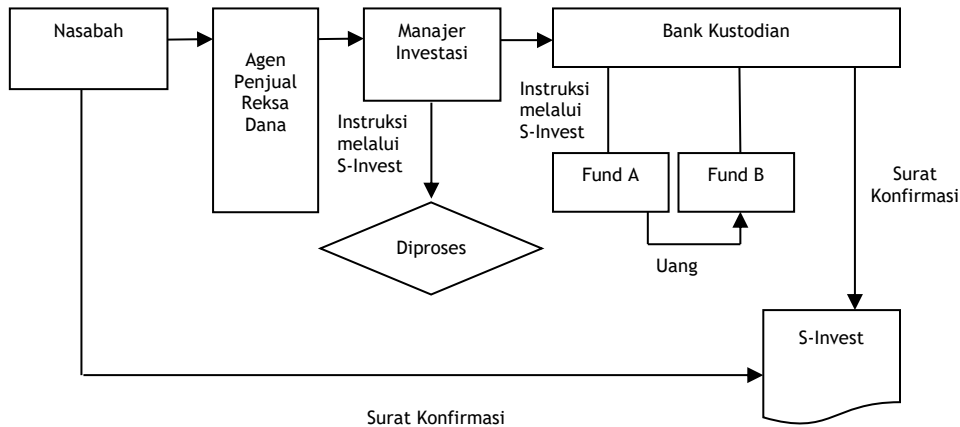 Nasabah
Agen
Penjual
Reksa
Dana
Manajer
Investasi
Bank Kustodian
Instruksi
melalui
S-Invest
Instruksi
melalui
S-Invest
Fund A
Fund B
Surat
Konfirmasi
Diproses
Uang
S-Invest
Surat Konfirmasi